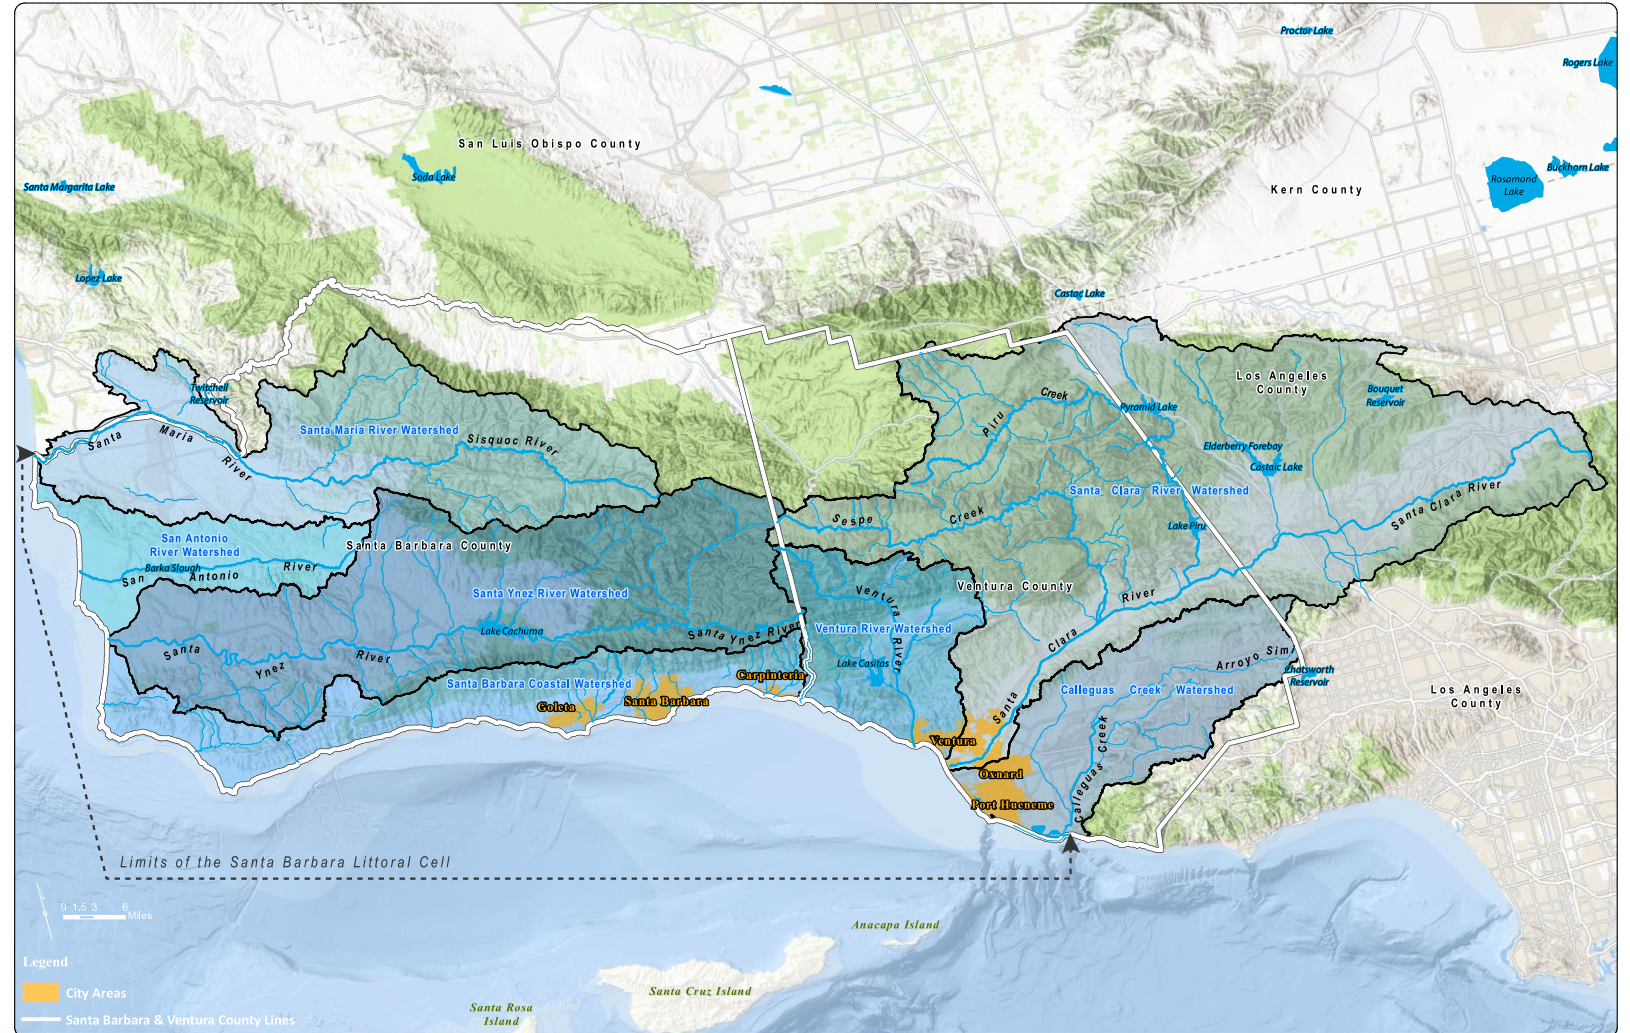 Proctor Lake
Rogers Lake
San Luis Obispo County
Soda Lake
Santa Margarita Lake
Kern County
Buckhorn Lake
Rosamond
Lake
Lopez Lake
Castac Lake
Twitchell
Reservoir
Los Angeles
County
Bouquet
Reservoir
Pyramid Lake
Piru
Creek
Santa Maria River Watershed
Sisquoc River
Santa
Maria
River
Elderberry Forebay
Castaic Lake
Santa Clara River Watershed
Santa Clara River
Lake Piru
Sespe
Creek
San Antonio
River Watershed
Santa Barbara County
Barka Slough
San
Antonio
River
Santa Ynez River Watershed
Ventura County
Ventura
River
Ventura River Watershed
Lake Cachuma
Santa Ynez River
Santa
Clara
River
Santa
Ynez
River
Lake Casitas
Arroyo Simi
Chatsworth
Reservoir
Carpinteria
Santa Barbara Coastal Watershed
Santa Barbara
Goleta
Calleguas Creek Watershed
Los Angeles
County
Calleguas Creek
Ventura
Oxnard
Port Hueneme
Limits of the Santa Barbara Littoral Cell
0 1.5 3 6
Miles
N
Anacapa Island
Santa Cruz Island
Santa Rosa
Island
Legend
City Areas
Santa Barbara & Ventura County Lines